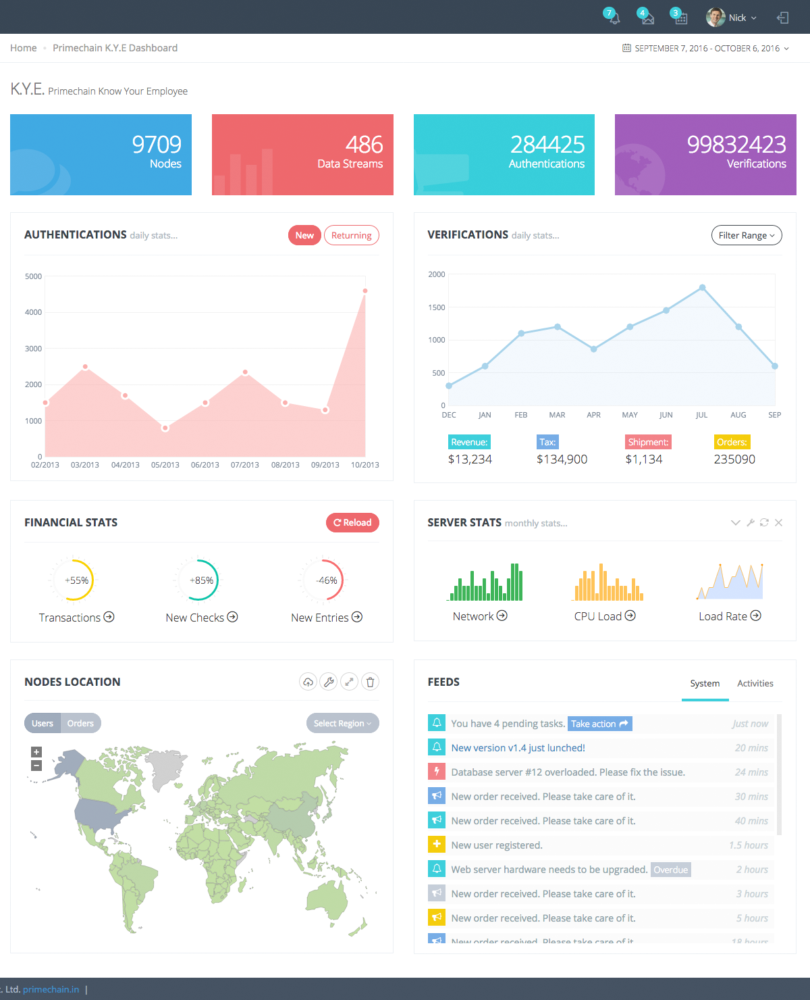 7 4 3 Nick
Home Primechain K.Y.E Dashboard
SEPTEMBER 7, 2016 - OCTOBER 6, 2016
K.Y.E. Primechain Know Your Employee
9709
Nodes
486
Data Streams
284425
Authentications
99832423
Verifications
AUTHENTICATIONS daily stats...
New Returning
5000
4000
3000
2000
1000
0
02/2013 03/2013 04/2013 05/2013 06/2013 07/2013 08/2013 09/2013 10/2013
VERIFICATIONS daily stats...
Filter Range
2000
1500
1000
500
0
DEC JAN FEB MAR APR MAY JUN JUL AUG SEP
Revenue: Tax: Shipment: Orders:
$13,234 $134,900 $1,134 235090
FINANCIAL STATS
Reload
+55% +85% -46%
Transactions New Checks New Entries
SERVER STATS monthly stats...
Network CPU Load Load Rate
NODES LOCATION
Users Orders
Select Region
+
−
FEEDS
System Activities
You have 4 pending tasks. Take action Just now
New version v1.4 just lunched! 20 mins
Database server #12 overloaded. Please fix the issue. 24 mins
New order received. Please take care of it. 30 mins
New order received. Please take care of it. 40 mins
New user registered. 1.5 hours
Web server hardware needs to be upgraded. Overdue 2 hours
New order received. Please take care of it. 3 hours
New order received. Please take care of it. 5 hours
New order received. Please take care of it. 18 hours
. Ltd. primechain.in |